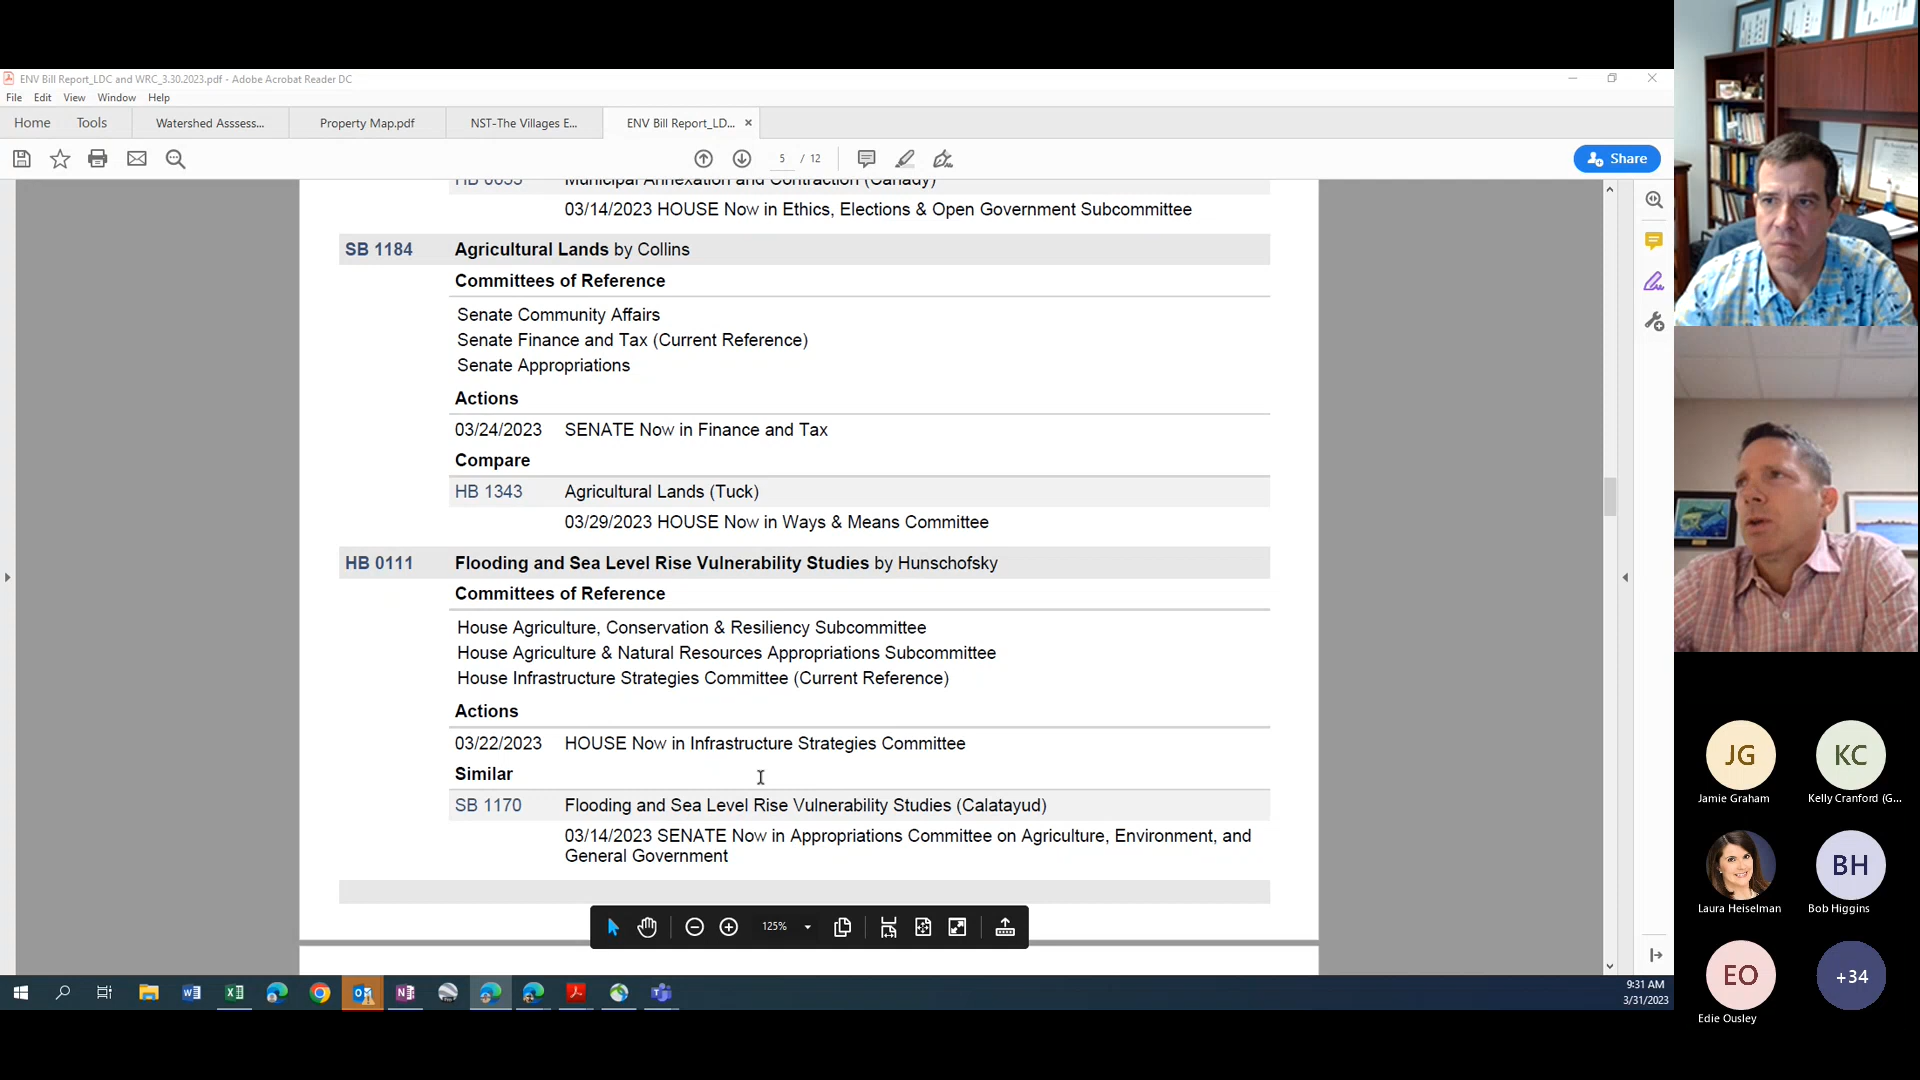 ENV Bill Report_LDC and WRC_3.30.2023.pdf - Adobe Acrobat Reader DC
File Edit View Window Help
Home Tools Watershed Asssess... Property Map.pdf NST-The Villages E... ENV Bill Report_LD... ×
5 / 12 Share
HB 0653 Municipal Annexation and Contraction (Canady)
03/14/2023 HOUSE Now in Ethics, Elections & Open Government Subcommittee
SB 1184 Agricultural Lands by Collins
Committees of Reference
Senate Community Affairs
Senate Finance and Tax (Current Reference)
Senate Appropriations
Actions
03/24/2023 SENATE Now in Finance and Tax
Compare
HB 1343 Agricultural Lands (Tuck)
03/29/2023 HOUSE Now in Ways & Means Committee
HB 0111 Flooding and Sea Level Rise Vulnerability Studies by Hunschofsky
Committees of Reference
House Agriculture, Conservation & Resiliency Subcommittee
House Agriculture & Natural Resources Appropriations Subcommittee
House Infrastructure Strategies Committee (Current Reference)
Actions
03/22/2023 HOUSE Now in Infrastructure Strategies Committee
Similar
SB 1170 Flooding and Sea Level Rise Vulnerability Studies (Calatayud)
03/14/2023 SENATE Now in Appropriations Committee on Agriculture, Environment, and
General Government
125%
9:31 AM
3/31/2023
JG KC
Jamie Graham Kelly Cranford (G...
BH
Laura Heiselman Bob Higgins
EO +34
Edie Ousley